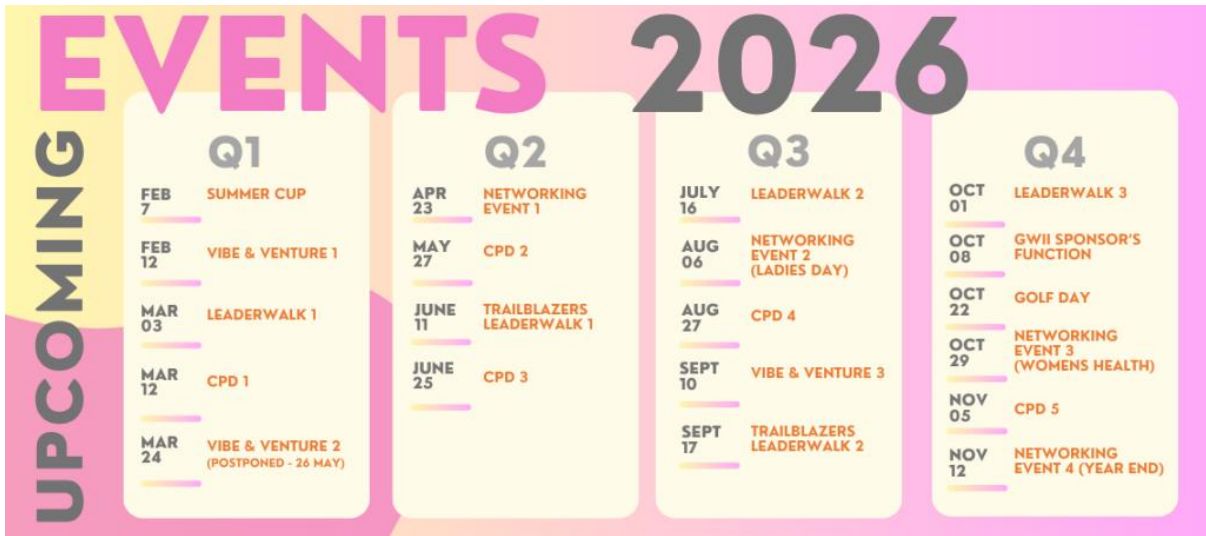 EVENTS 2026
UPCOMING
Q1
FEB
7
SUMMER CUP
FEB
12
VIBE & VENTURE 1
MAR
03
LEADERWALK 1
MAR
12
CPD 1
MAR
24
VIBE & VENTURE 2
(POSTPONED - 26 MAY)
Q2
APR
23
NETWORKING
EVENT 1
MAY
27
CPD 2
JUNE
11
TRAILBLAZERS
LEADERWALK 1
JUNE
25
CPD 3
Q3
JULY
16
LEADERWALK 2
AUG
06
NETWORKING
EVENT 2
(LADIES DAY)
AUG
27
CPD 4
SEPT
10
VIBE & VENTURE 3
SEPT
17
TRAILBLAZERS
LEADERWALK 2
Q4
OCT
01
LEADERWALK 3
OCT
08
GWII SPONSOR'S
FUNCTION
OCT
22
GOLF DAY
OCT
29
NETWORKING
EVENT 3
(WOMENS HEALTH)
NOV
05
CPD 5
NOV
12
NETWORKING
EVENT 4 (YEAR END)